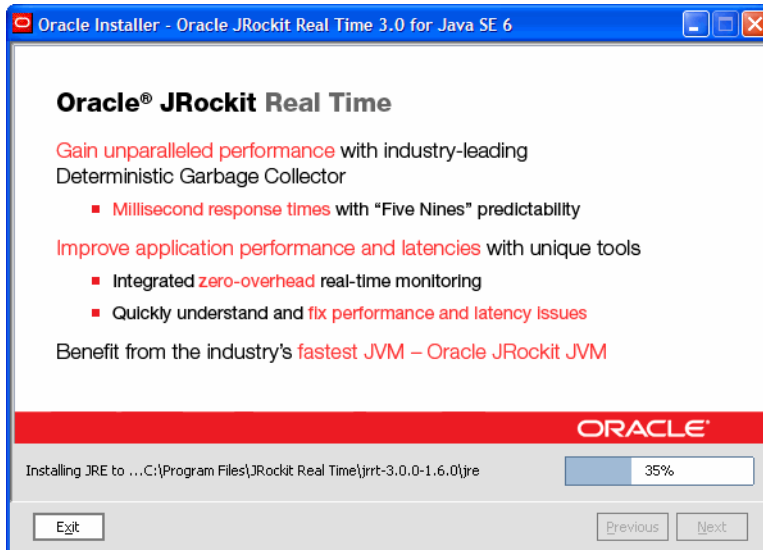 Oracle Installer - Oracle JRockit Real Time 3.0 for Java SE 6
Oracle® JRockit Real Time
Gain unparalleled performance with industry-leading
Deterministic Garbage Collector
Millisecond response times with “Five Nines” predictability
Improve application performance and latencies with unique tools
Integrated zero-overhead real-time monitoring
Quickly understand and fix performance and latency issues
Benefit from the industry's fastest JVM – Oracle JRockit JVM
ORACLE®
Installing JRE to ...C:\Program Files\JRockit Real Time\jrrt-3.0.0-1.6.0\jre
35%
Exit
Previous
Next